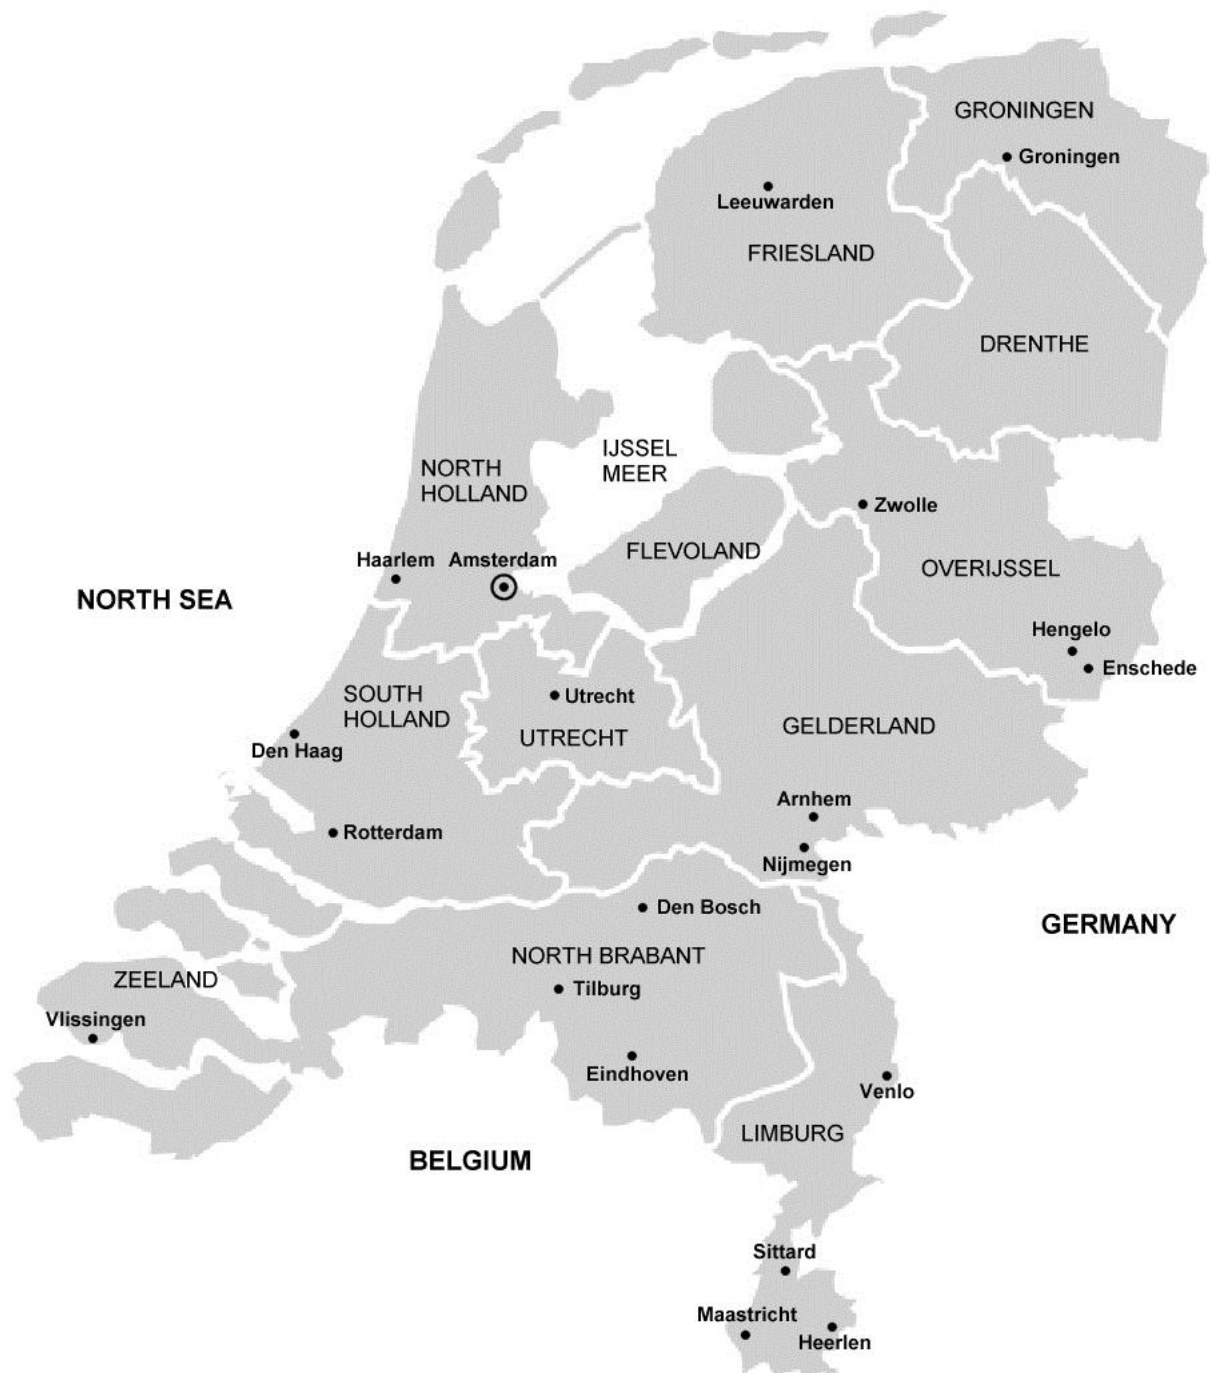 GRONINGEN
Groningen
Leeuwarden
FRIESLAND
DRENTHE
IJSSEL
MEER
NORTH
HOLLAND
Zwolle
FLEVOLAND
Haarlem
Amsterdam
OVERIJSSEL
NORTH SEA
Hengelo
Enschede
SOUTH
HOLLAND
Utrecht
UTRECHT
GELDERLAND
Den Haag
Arnhem
Rotterdam
Nijmegen
Den Bosch
GERMANY
NORTH BRABANT
ZEELAND
Tilburg
Vlissingen
Eindhoven
Venlo
LIMBURG
BELGIUM
Sittard
Maastricht
Heerlen